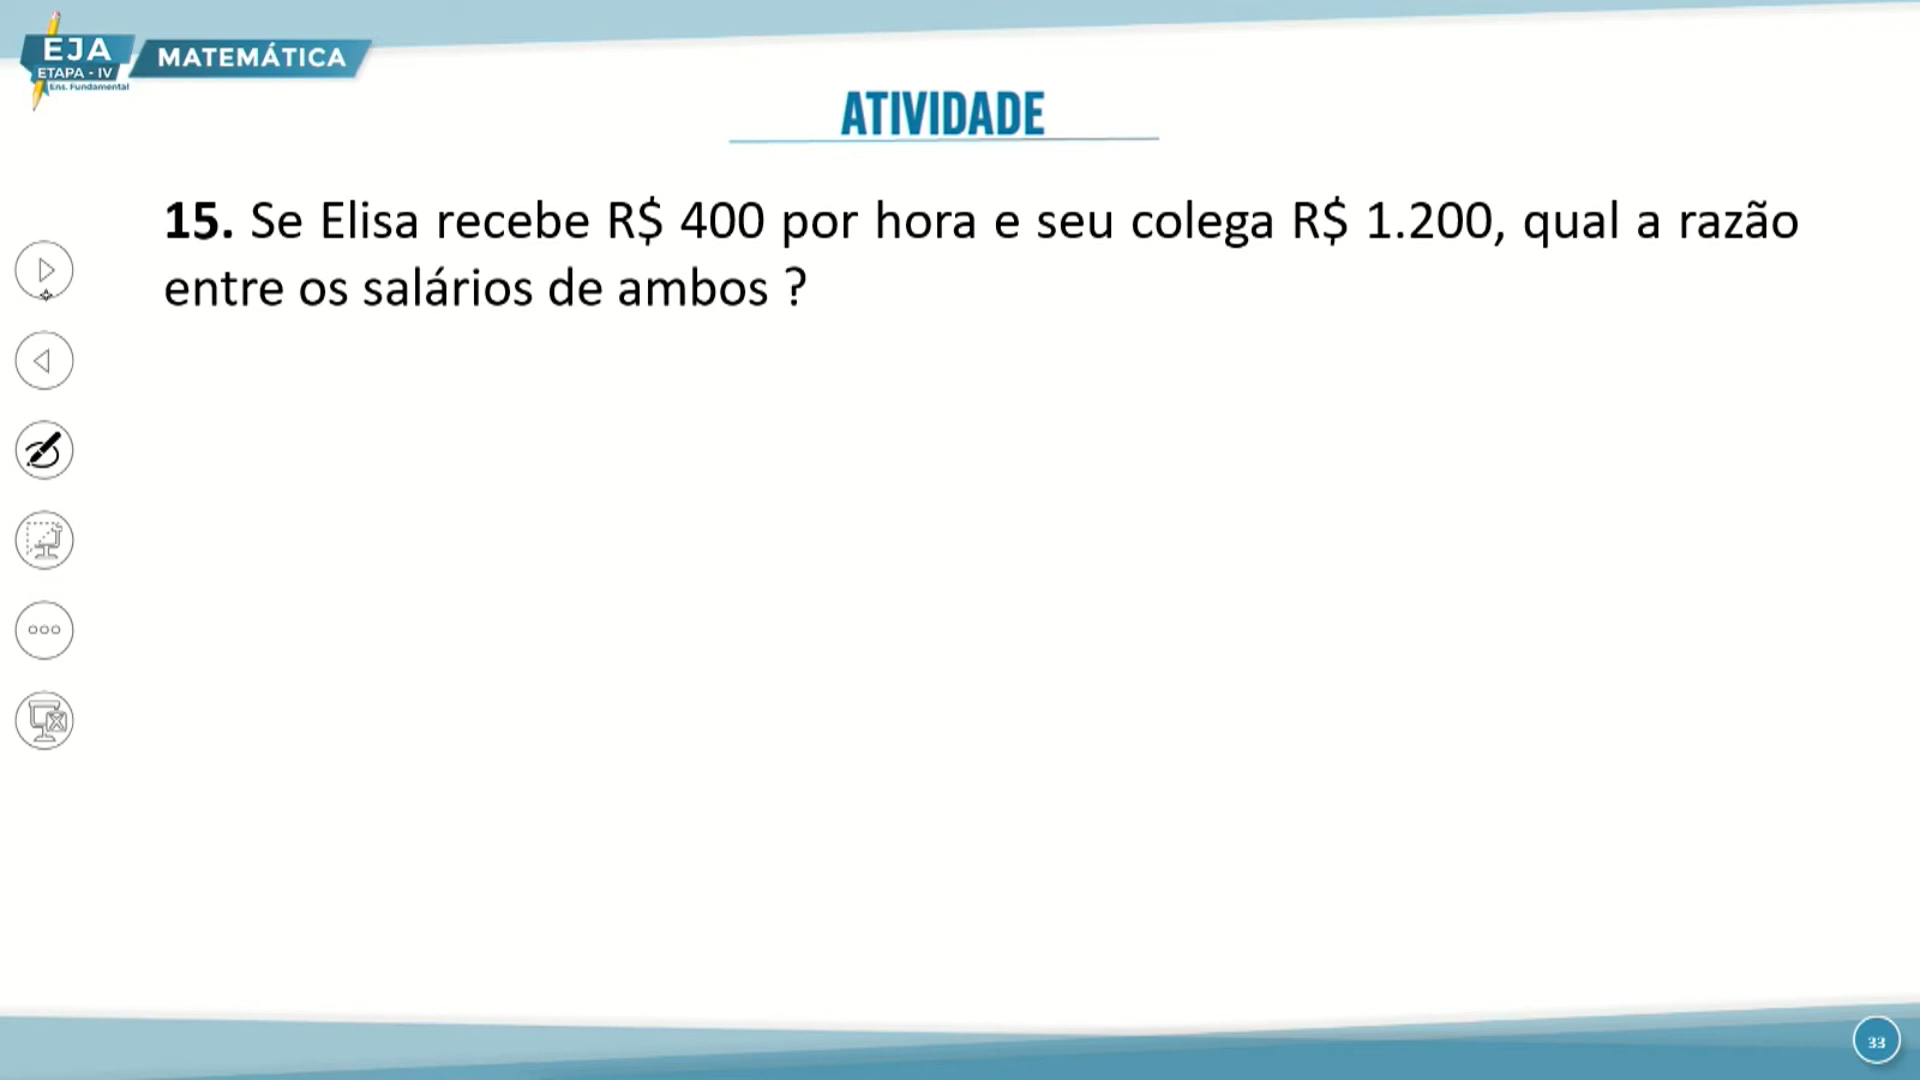 EJA
ETAPA - IV
Ens. Fundamental
MATEMÁTICA
ATIVIDADE
15. Se Elisa recebe R$ 400 por hora e seu colega R$ 1.200, qual a razão
entre os salários de ambos ?
33